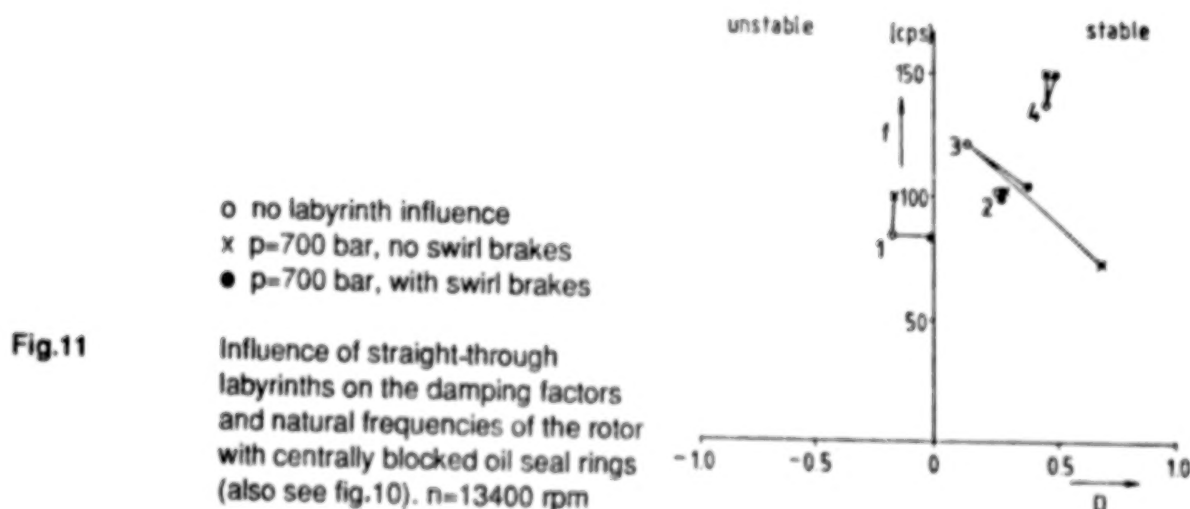 unstable (cps) stable
150
4
f
3
100
2
1
50
-1.0 -0.5 0 0.5 1.0
D
o no labyrinth influence
x p=700 bar, no swirl brakes
● p=700 bar, with swirl brakes
Fig.11 Influence of straight-through
labyrinths on the damping factors
and natural frequencies of the rotor
with centrally blocked oil seal rings
(also see fig.10). n=13400 rpm